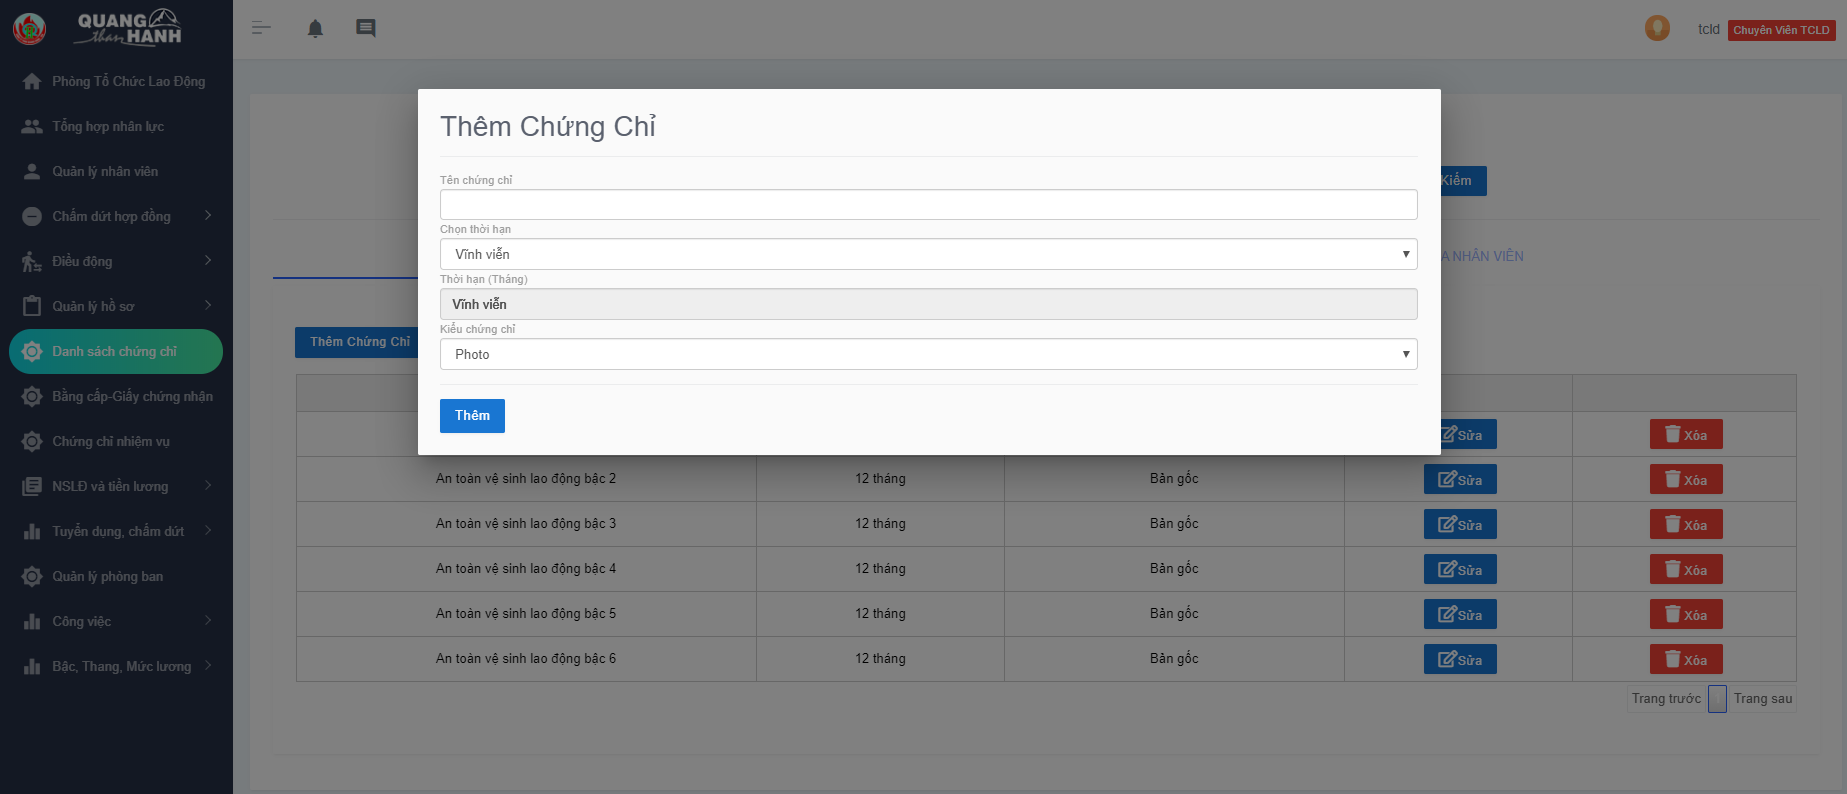 QUANG
than HANH
tcld
Chuyên Viên TCLD
Phòng Tổ Chức Lao Động
Tổng hợp nhân lực
Quản lý nhân viên
Chấm dứt hợp đồng
Điều động
Quản lý hồ sơ
Danh sách chứng chỉ
Bằng cấp-Giấy chứng nhận
Chứng chỉ nhiệm vụ
NSLĐ và tiền lương
Tuyển dụng, chấm dứt
Quản lý phòng ban
Công việc
Bậc, Thang, Mức lương
Thêm Chứng Chỉ
Tên chứng chỉ
Chọn thời hạn
Vĩnh viễn
Thời hạn (Tháng)
Vĩnh viễn
Kiểu chứng chỉ
Photo
Thêm
Kiếm
A NHÂN VIÊN
Thêm Chứng Chỉ
Sửa Xóa
An toàn vệ sinh lao động bậc 2 12 tháng Bản gốc Sửa Xóa
An toàn vệ sinh lao động bậc 3 12 tháng Bản gốc Sửa Xóa
An toàn vệ sinh lao động bậc 4 12 tháng Bản gốc Sửa Xóa
An toàn vệ sinh lao động bậc 5 12 tháng Bản gốc Sửa Xóa
An toàn vệ sinh lao động bậc 6 12 tháng Bản gốc Sửa Xóa
Trang trước Trang sau